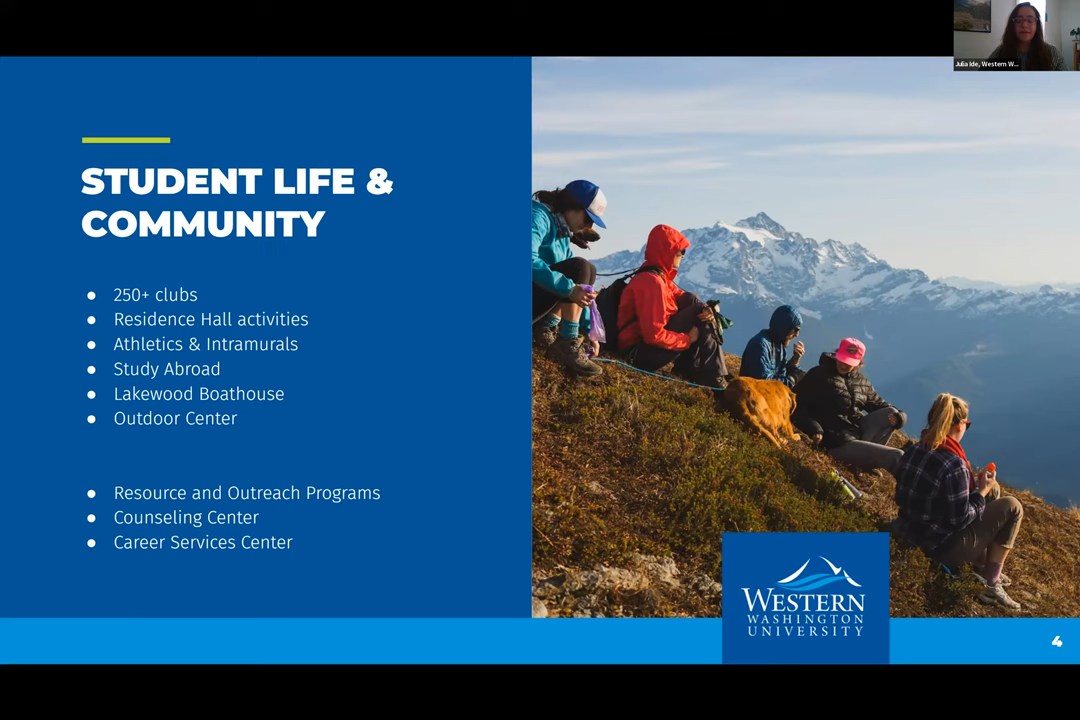 Julia Ide, Western W...
STUDENT LIFE &
COMMUNITY
● 250+ clubs
● Residence Hall activities
● Athletics & Intramurals
● Study Abroad
● Lakewood Boathouse
● Outdoor Center
● Resource and Outreach Programs
● Counseling Center
● Career Services Center
WESTERN
WASHINGTON
UNIVERSITY
4